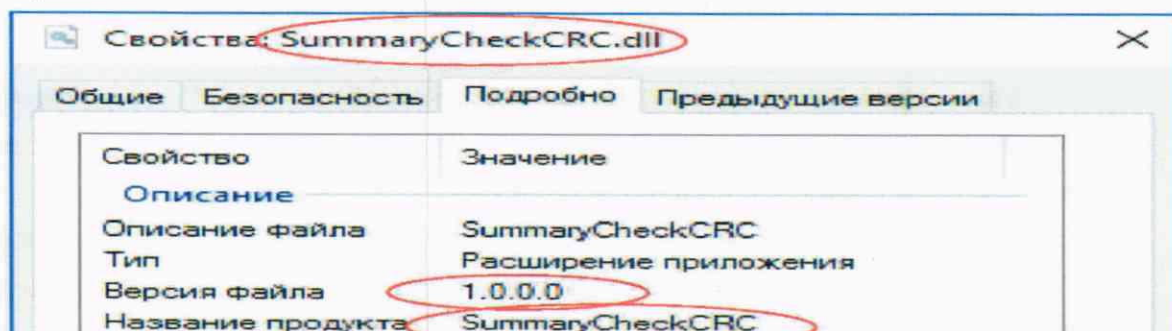 Свойства: SummaryCheckCRC.dll
Общие Безопасность Подробно Предыдущие версии
Свойство Значение
Описание
Описание файла SummaryCheckCRC
Тип Расширение приложения
Версия файла 1.0.0.0
Название продукта SummaryCheckCRC